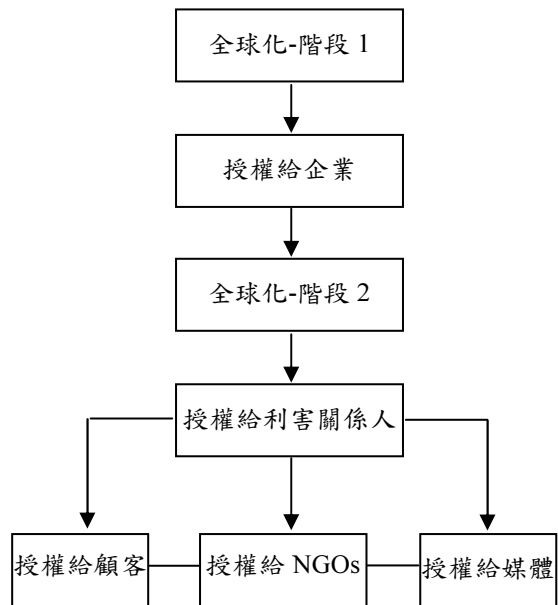 全球化-階段 1
授權給企業
全球化-階段 2
授權給利害關係人
授權給顧客
授權給 NGOs
授權給媒體